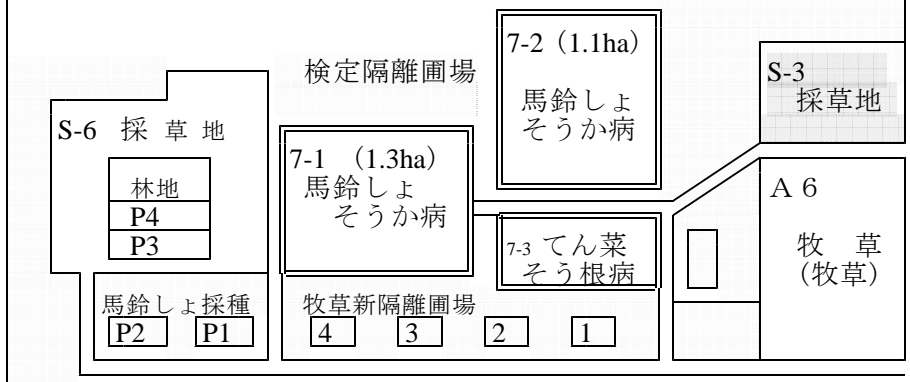 検定隔離圃場
7-2（1.1ha）
馬鈴しょ
そうか病
S-3
採草地
S-6 採 草 地
林地
P4
P3
7-1 （1.3ha）
馬鈴しょ
そうか病
7-3 てん菜
そう根病
Ａ６
牧 草
（牧草）
馬鈴しょ採種
P2 P1
牧草新隔離圃場
4 3 2 1